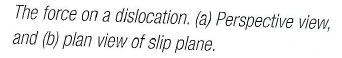 The force on a dislocation. (a) Perspective view,
and (b) plan view of slip plane.